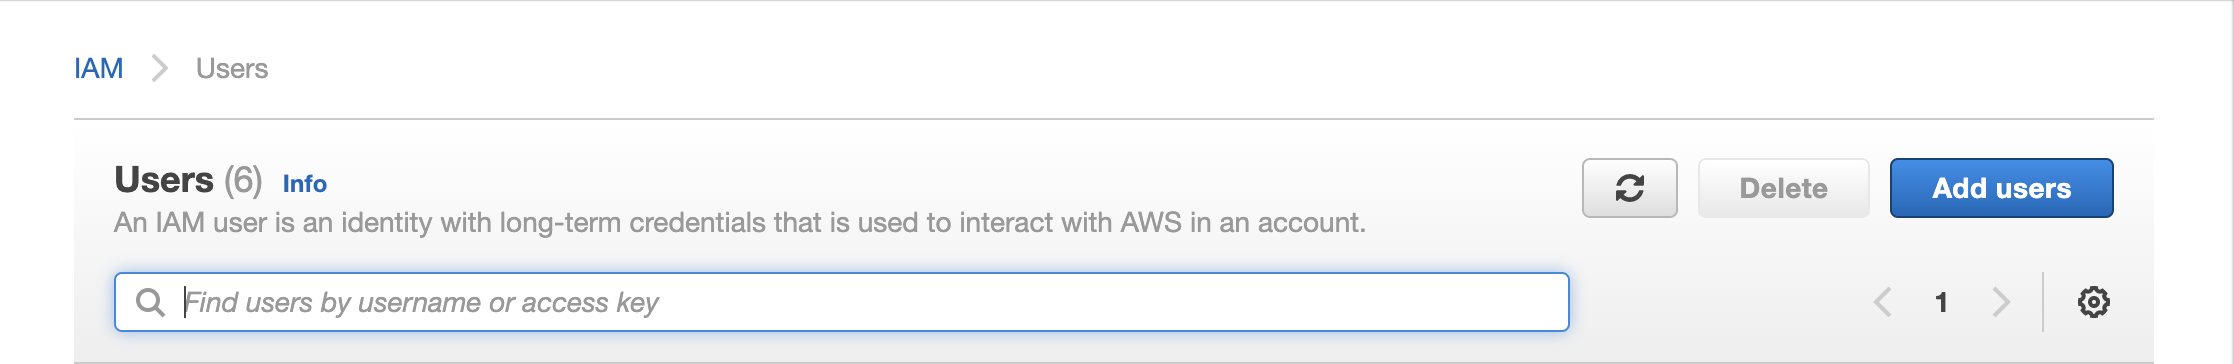 IAM Users
Users (6) Info
Delete
Add users
An IAM user is an identity with long-term credentials that is used to interact with AWS in an account.
Find users by username or access key
1